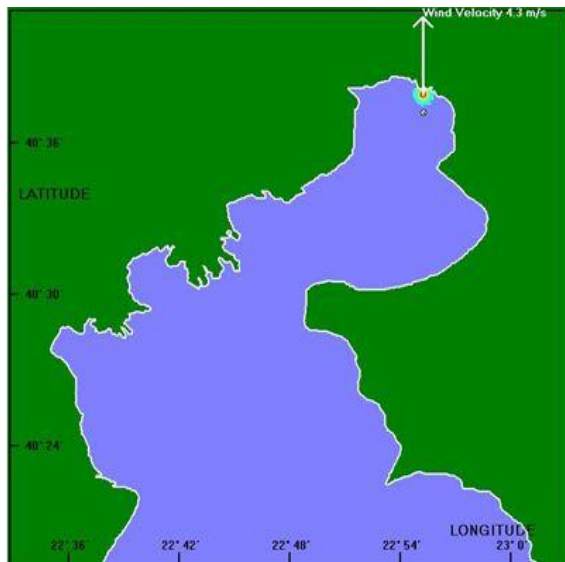 Wind Velocity 4.3 m/s
40° 36'
LATITUDE
40° 30'
40° 24'
LONGITUDE
22° 36' 22° 42' 22° 48' 22° 54' 23° 0'